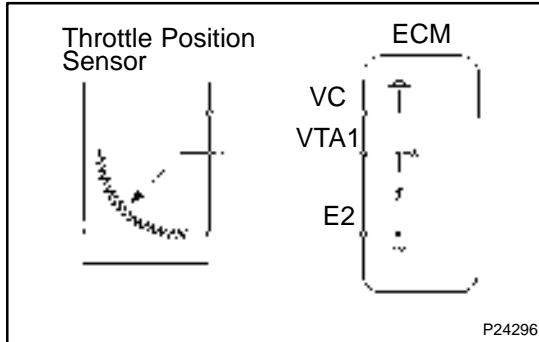 Throttle Position
Sensor
ECM
VC
VTA1
E2
P24296